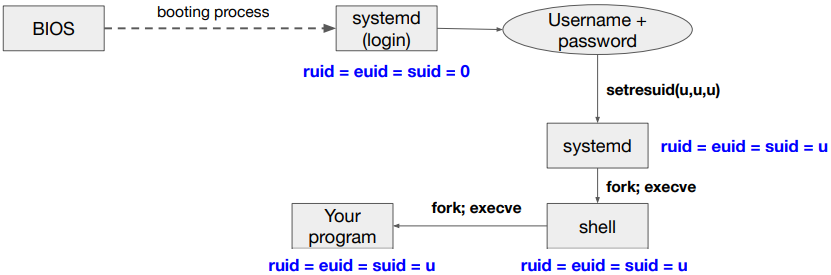 BIOS
booting process
systemd
(login)
Username +
password
ruid = euid = suid = 0
setresuid(u,u,u)
systemd
ruid = euid = suid = u
fork; execve
Your
program
fork; execve
shell
ruid = euid = suid = u
ruid = euid = suid = u